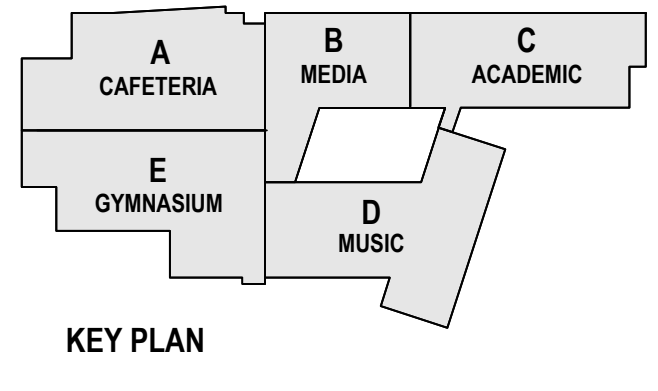 A
CAFETERIA
B
MEDIA
C
ACADEMIC
E
GYMNASIUM
D
MUSIC
KEY PLAN